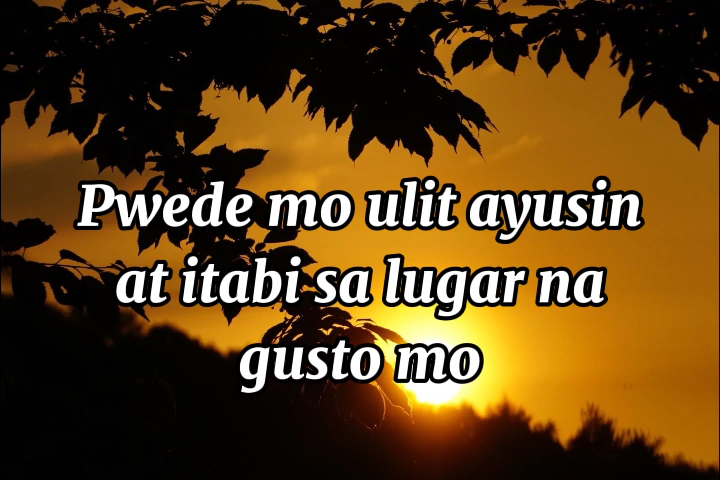 Pwede mo ulit ayusin
at itabi sa lugar na
gusto mo